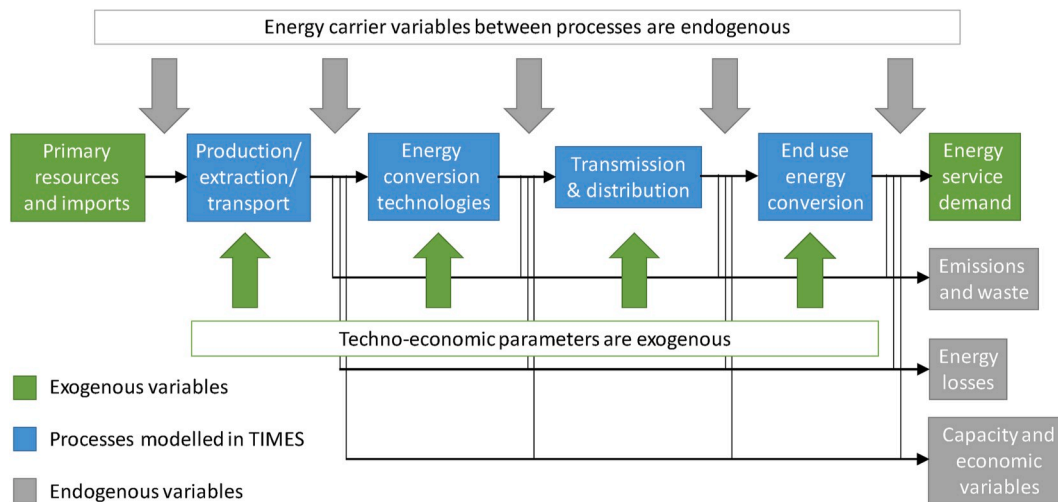 Energy carrier variables between processes are endogenous
Primary
resources
and imports
Production/
extraction/
transport
Energy
conversion
technologies
Transmission
& distribution
End use
energy
conversion
Energy
service
demand
Emissions
and waste
Techno-economic parameters are exogenous
Energy
losses
Capacity and
economic
variables
Exogenous variables
Processes modelled in TIMES
Endogenous variables